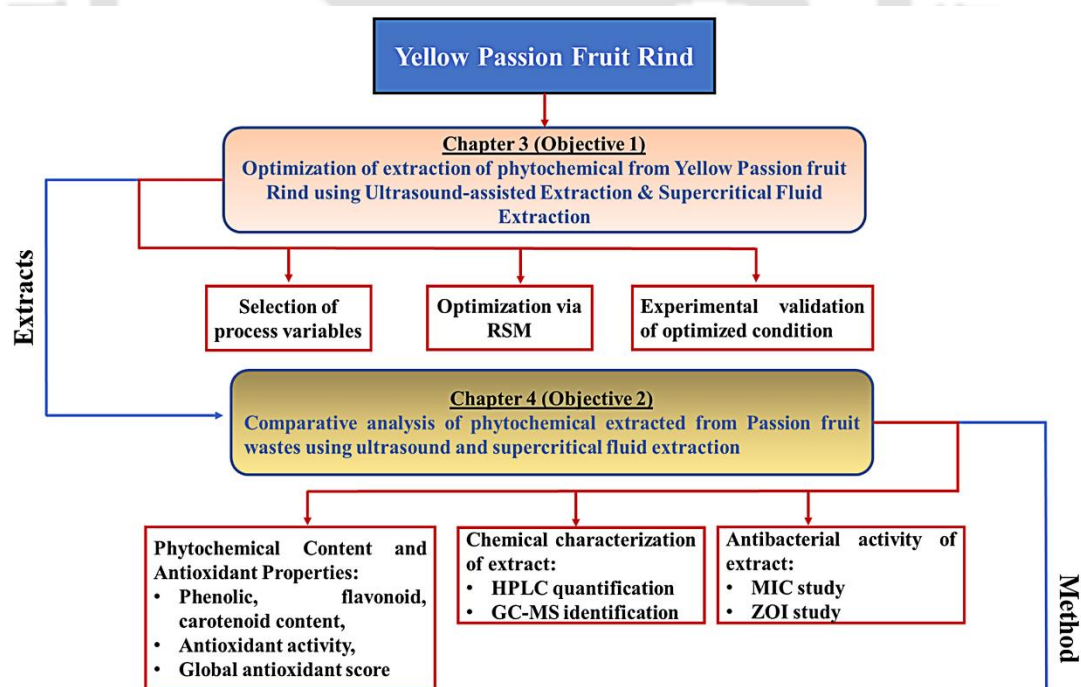 Yellow Passion Fruit Rind
Chapter 3 (Objective 1)
Optimization of extraction of phytochemical from Yellow Passion fruit
Rind using Ultrasound-assisted Extraction & Supercritical Fluid
Extraction
Extracts
Selection of
process variables
Optimization via
RSM
Experimental validation
of optimized condition
Chapter 4 (Objective 2)
Comparative analysis of phytochemical extracted from Passion fruit
wastes using ultrasound and supercritical fluid extraction
Phytochemical Content and
Antioxidant Properties:
• Phenolic, flavonoid,
carotenoid content,
• Antioxidant activity,
• Global antioxidant score
Chemical characterization
of extract:
• HPLC quantification
• GC-MS identification
Antibacterial activity of
extract:
• MIC study
• ZOI study
Method